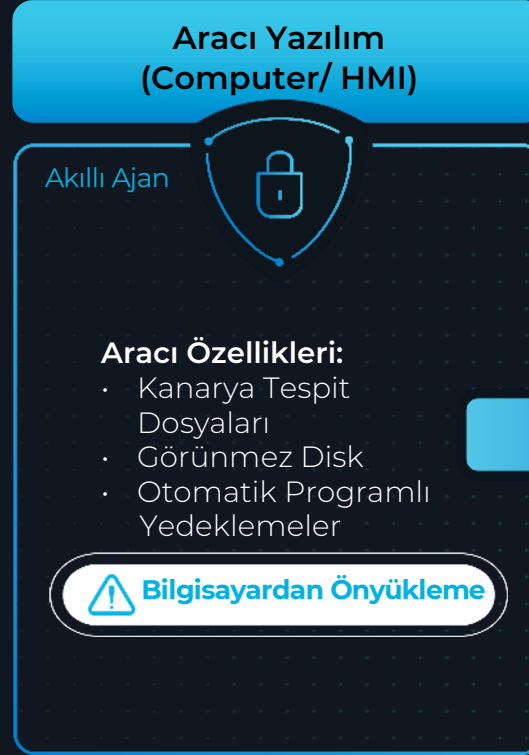 Aracı Yazılım
(Computer/ HMI)
Akıllı Ajan
Aracı Özellikleri:
• Kanarya Tespit
Dosyaları
• Görünmez Disk
• Otomatik Programlı
Yedeklemeler
Bilgisayardan Önyükleme